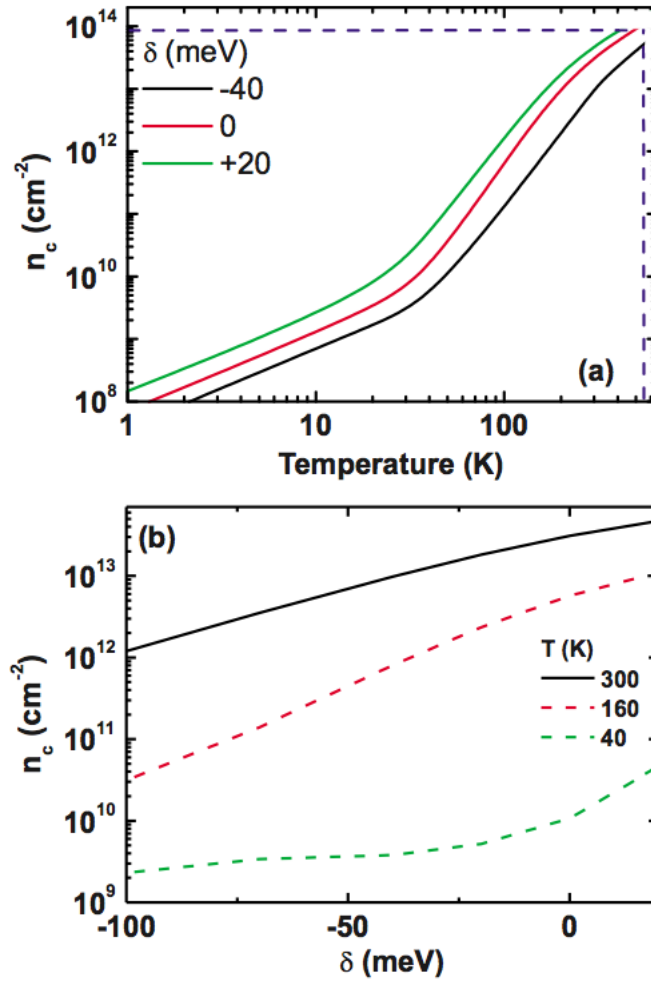 10^14
δ (meV)
-40
0
+20
10^12
n_c (cm^-2)
10^10
(a)
10^8
1
10
100
Temperature (K)
(b)
10^13
T (K)
10^12
300
n_c (cm^-2)
160
10^11
40
10^10
10^9
-100
-50
0
δ (meV)